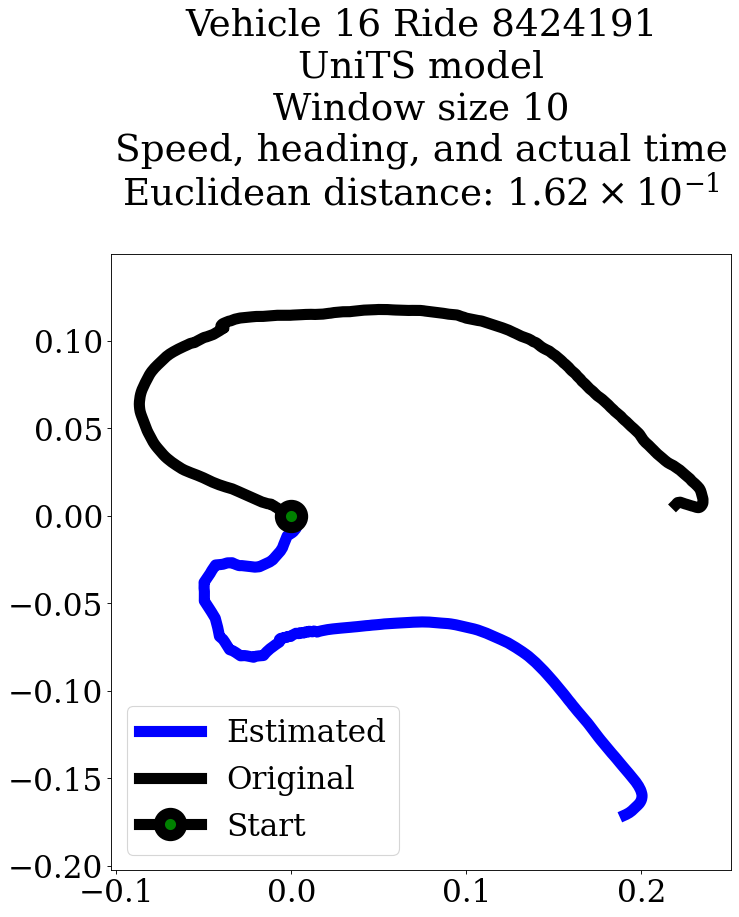 Vehicle 16 Ride 8424191
UniTS model
Window size 10
Speed, heading, and actual time
Euclidean distance: 1.62 × 10⁻¹
0.10
0.05
0.00
−0.05
−0.10
−0.15
−0.20
Estimated
Original
Start
−0.1
0.0
0.1
0.2